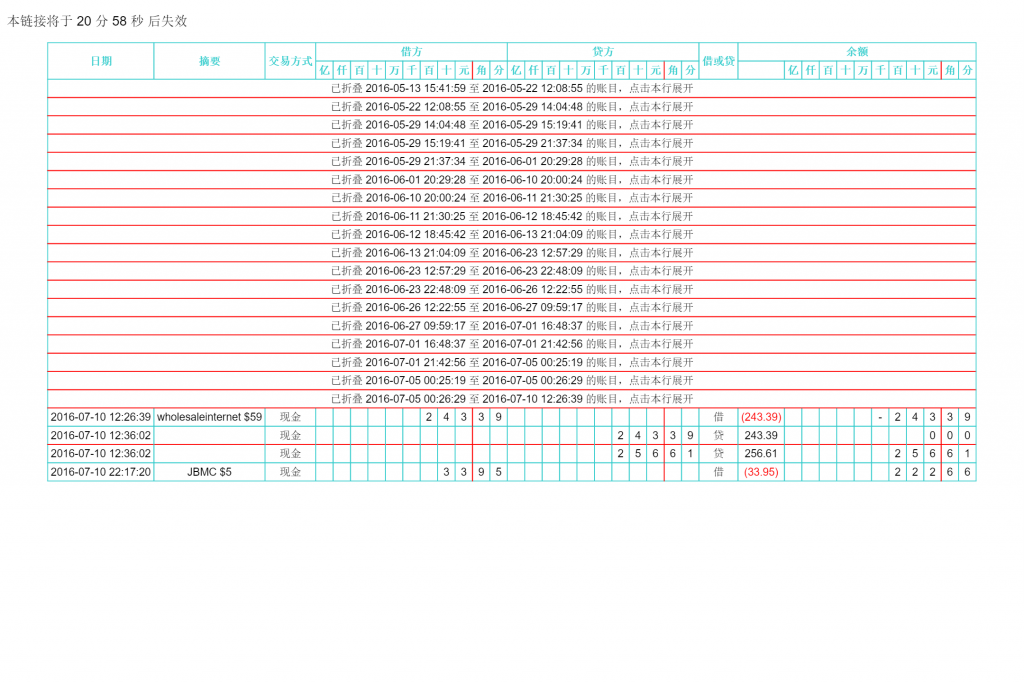 本链接将于 20 分 58 秒 后失效
日期 摘要 交易方式 借方 贷方 借或贷 余额
亿 仟 百 十 万 千 百 十 元 角 分 亿 仟 百 十 万 千 百 十 元 角 分 亿 仟 百 十 万 千 百 十 元 角 分
已折叠 2016-05-13 15:41:59 至 2016-05-22 12:08:55 的账目，点击本行展开
已折叠 2016-05-22 12:08:55 至 2016-05-29 14:04:48 的账目，点击本行展开
已折叠 2016-05-29 14:04:48 至 2016-05-29 15:19:41 的账目，点击本行展开
已折叠 2016-05-29 15:19:41 至 2016-05-29 21:37:34 的账目，点击本行展开
已折叠 2016-05-29 21:37:34 至 2016-06-01 20:29:28 的账目，点击本行展开
已折叠 2016-06-01 20:29:28 至 2016-06-10 20:00:24 的账目，点击本行展开
已折叠 2016-06-10 20:00:24 至 2016-06-11 21:30:25 的账目，点击本行展开
已折叠 2016-06-11 21:30:25 至 2016-06-12 18:45:42 的账目，点击本行展开
已折叠 2016-06-12 18:45:42 至 2016-06-13 21:04:09 的账目，点击本行展开
已折叠 2016-06-13 21:04:09 至 2016-06-23 12:57:29 的账目，点击本行展开
已折叠 2016-06-23 12:57:29 至 2016-06-23 22:48:09 的账目，点击本行展开
已折叠 2016-06-23 22:48:09 至 2016-06-26 12:22:55 的账目，点击本行展开
已折叠 2016-06-26 12:22:55 至 2016-06-27 09:59:17 的账目，点击本行展开
已折叠 2016-06-27 09:59:17 至 2016-07-01 16:48:37 的账目，点击本行展开
已折叠 2016-07-01 16:48:37 至 2016-07-01 21:42:56 的账目，点击本行展开
已折叠 2016-07-01 21:42:56 至 2016-07-05 00:25:19 的账目，点击本行展开
已折叠 2016-07-05 00:25:19 至 2016-07-05 00:26:29 的账目，点击本行展开
已折叠 2016-07-05 00:26:29 至 2016-07-10 12:26:39 的账目，点击本行展开
2016-07-10 12:26:39 wholesaleinternet $59 现金 2 4 3 3 9 借 (243.39) - 2 4 3 3 9
2016-07-10 12:36:02 现金 2 4 3 3 9 贷 243.39 0 0 0
2016-07-10 12:36:02 现金 2 5 6 6 1 贷 256.61 2 5 6 6 1
2016-07-10 22:17:20 JBMC $5 现金 3 3 9 5 借 (33.95) 2 2 2 6 6